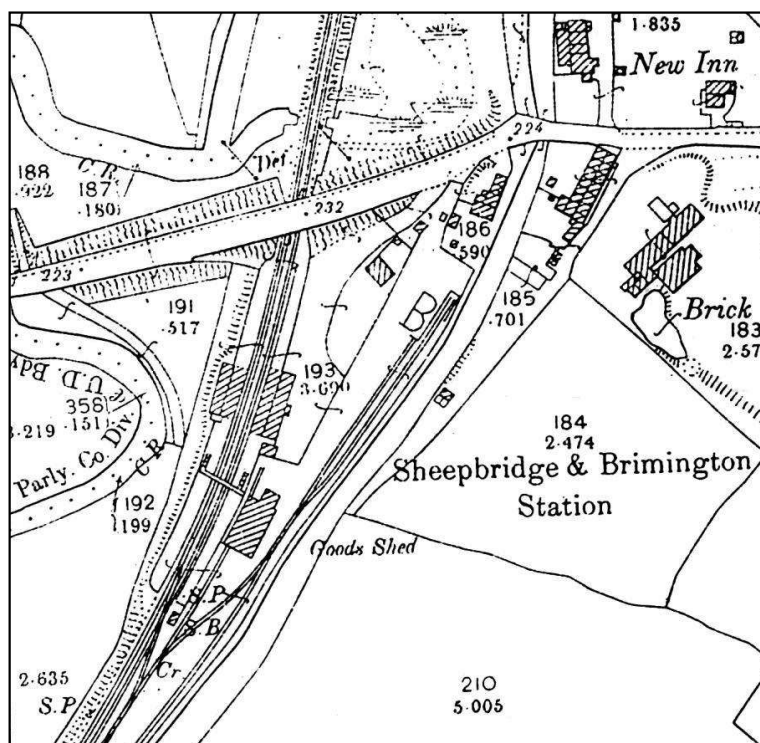 1·835
New Inn
224
188
·922
C.R.
187
·180
Def.
232
186
·590
223
191
·517
185
·701
Brick
183
2·57
U.D. Bdy
358
·151
3·219
Parly. Co. Div.
C.R.
193
3·690
184
2·474
Sheepbridge & Brimington
Station
192
·199
Goods Shed
S.P.
S.B.
Cr.
2·635
S.P.
210
5·005